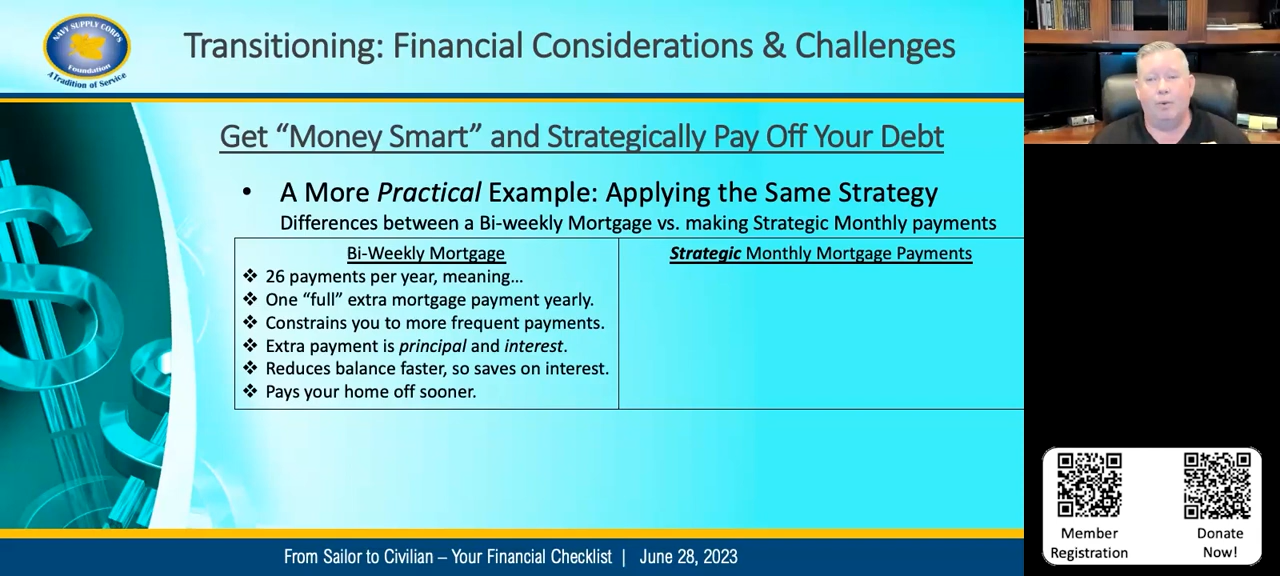 NAVY SUPPLY CORPS
Foundation
A Tradition of Service
Transitioning: Financial Considerations & Challenges
Get “Money Smart” and Strategically Pay Off Your Debt
• A More Practical Example: Applying the Same Strategy
Differences between a Bi-weekly Mortgage vs. making Strategic Monthly payments
Bi-Weekly Mortgage
❖ 26 payments per year, meaning…
❖ One “full” extra mortgage payment yearly.
❖ Constrains you to more frequent payments.
❖ Extra payment is principal and interest.
❖ Reduces balance faster, so saves on interest.
❖ Pays your home off sooner.
Strategic Monthly Mortgage Payments
From Sailor to Civilian – Your Financial Checklist | June 28, 2023
Member
Registration
Donate
Now!